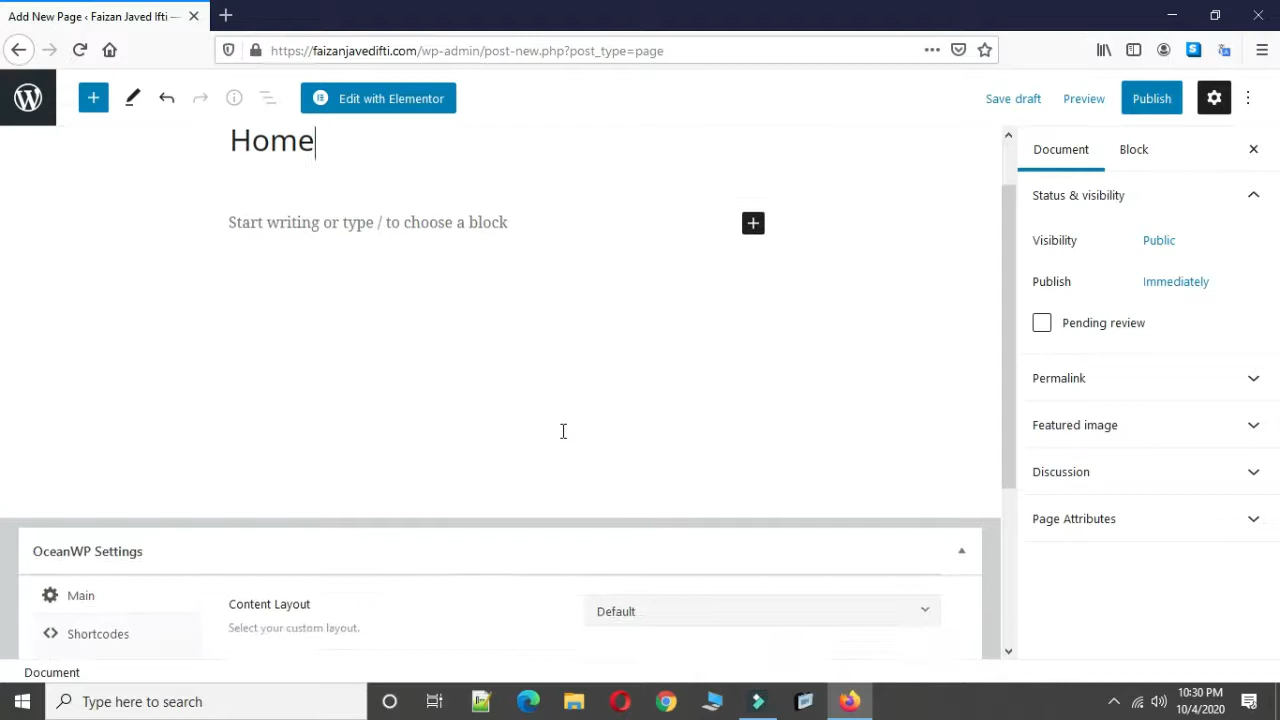 Add New Page ‹ Faizan Javed Ifti —
https://faizanjavedifti.com/wp-admin/post-new.php?post_type=page
Edit with Elementor
Save draft
Preview
Publish
Home
Start writing or type / to choose a block
Document
Block
Status & visibility
Visibility
Public
Publish
Immediately
Pending review
Permalink
Featured image
Discussion
Page Attributes
OceanWP Settings
Main
Shortcodes
Content Layout
Select your custom layout.
Default
Document
Type here to search
10:30 PM
10/4/2020